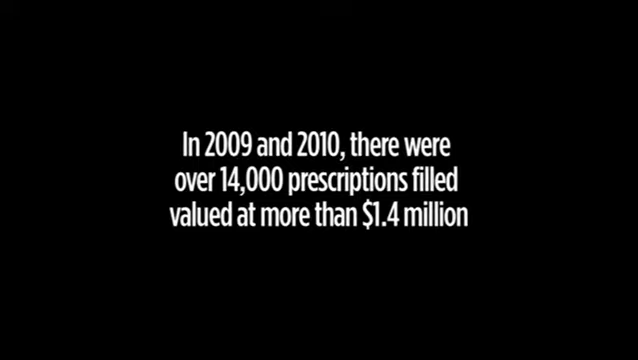 In 2009 and 2010, there were
over 14,000 prescriptions filled
valued at more than $1.4 million